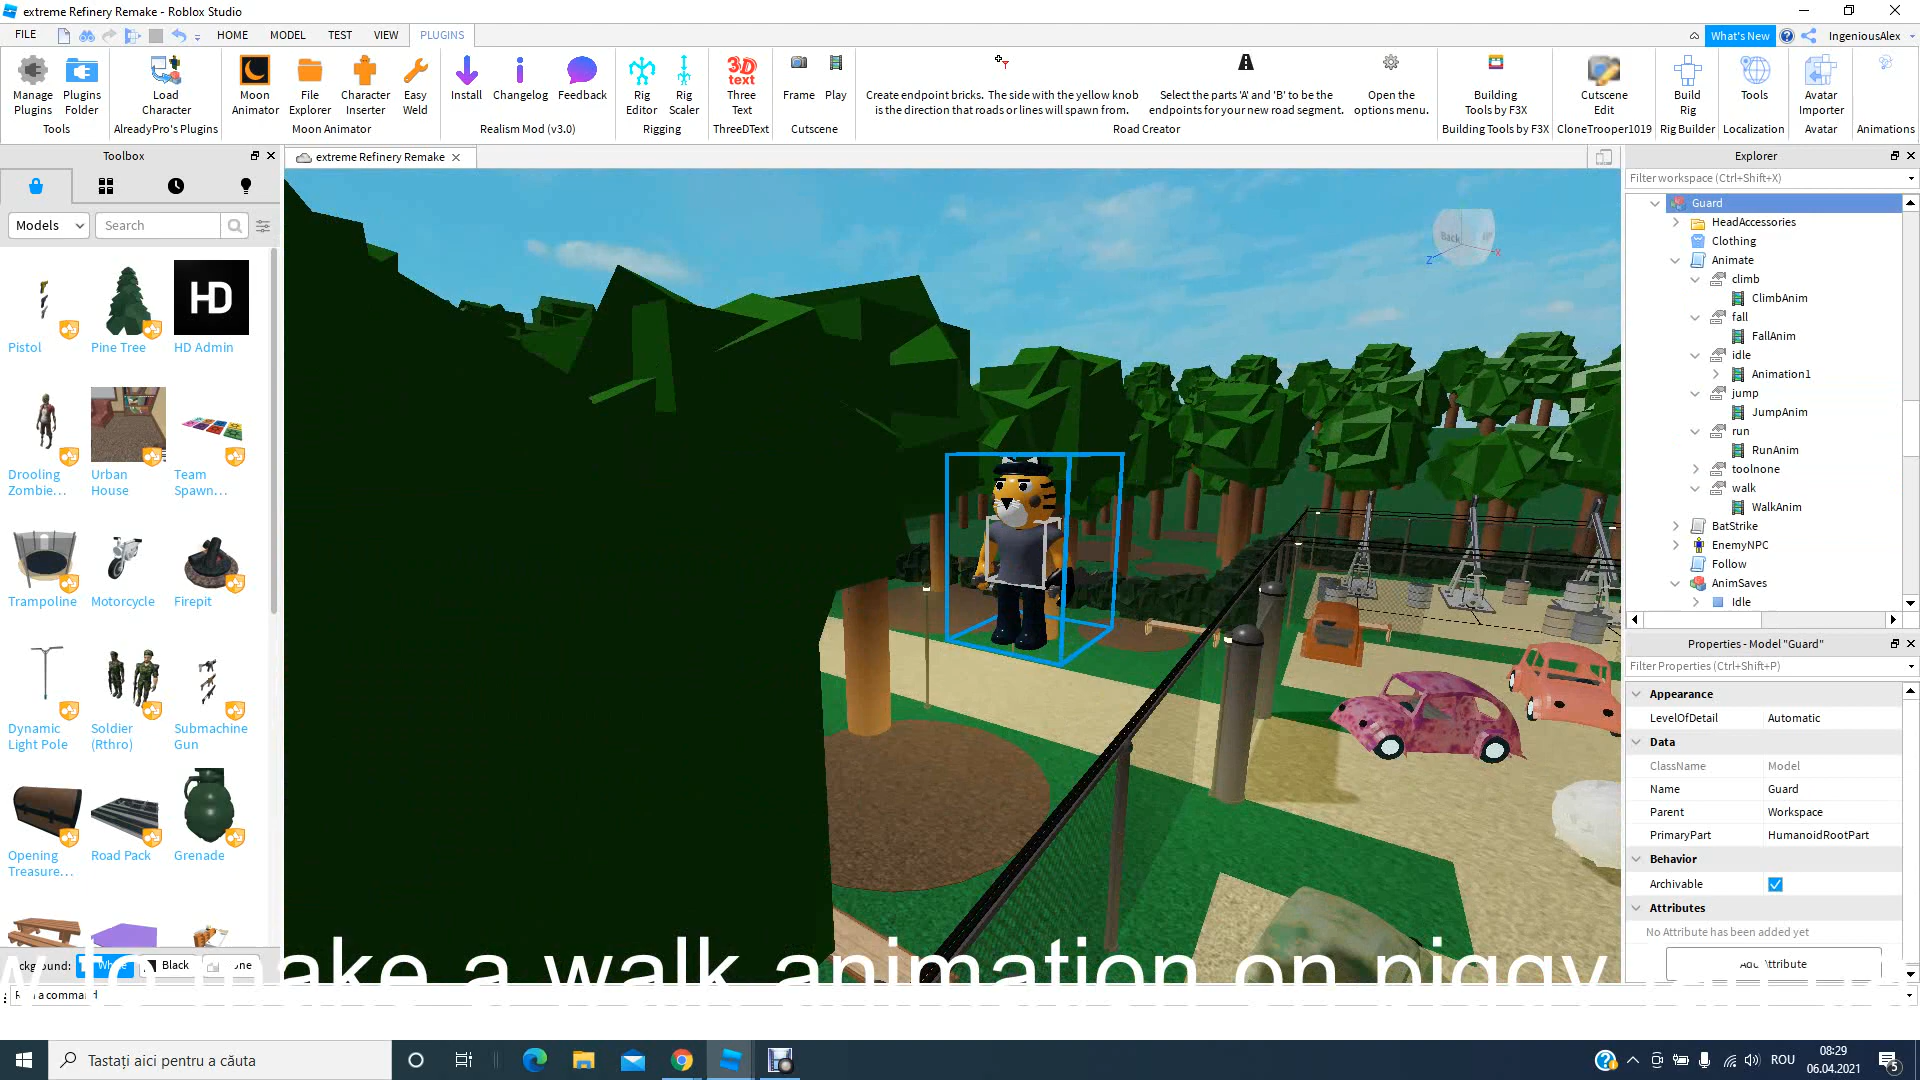 extreme Refinery Remake - Roblox Studio
FILE HOME MODEL TEST VIEW PLUGINS What's New IngeniousAlex
Manage Plugins
Plugins Folder
Tools
Load Character
AlreadyPro's Plugins
Moon Animator
File Explorer
Character Inserter
Easy Weld
Moon Animator
Install
Changelog
Feedback
Realism Mod (v3.0)
Rig Editor
Rig Scaler
Rigging
3D text
Three Text
ThreeDText
Frame
Play
Cutscene
Create endpoint bricks. The side with the yellow knob
is the direction that roads or lines will spawn from.
Select the parts 'A' and 'B' to be the
endpoints for your new road segment.
Open the
options menu.
Road Creator
Building
Tools by F3X
Building Tools by F3X
Cutscene
Edit
CloneTrooper1019
Build
Rig
Rig Builder
Tools
Localization
Avatar
Importer
Avatar
Animations
Toolbox
Models
Search
Pistol
Pine Tree
HD
HD Admin
Drooling
Zombie...
Urban
House
Team
Spawn...
Trampoline
Motorcycle
Firepit
Dynamic
Light Pole
Soldier
(Rthro)
Submachine
Gun
Opening
Treasure...
Road Pack
Grenade
Black
extreme Refinery Remake
Back
Z
X
Explorer
Filter workspace (Ctrl+Shift+X)
Guard
HeadAccessories
Clothing
Animate
climb
ClimbAnim
fall
FallAnim
idle
Animation1
jump
JumpAnim
run
RunAnim
toolnone
walk
WalkAnim
BatStrike
EnemyNPC
Follow
AnimSaves
Idle
Properties - Model "Guard"
Filter Properties (Ctrl+Shift+P)
Appearance
LevelOfDetail Automatic
Data
ClassName Model
Name Guard
Parent Workspace
PrimaryPart HumanoidRootPart
Behavior
Archivable
Attributes
No Attribute has been added yet
Add Attribute
w to make a walk animation on piggy
Run a command
Tastați aici pentru a căuta
ROU
08:29
06.04.2021
5